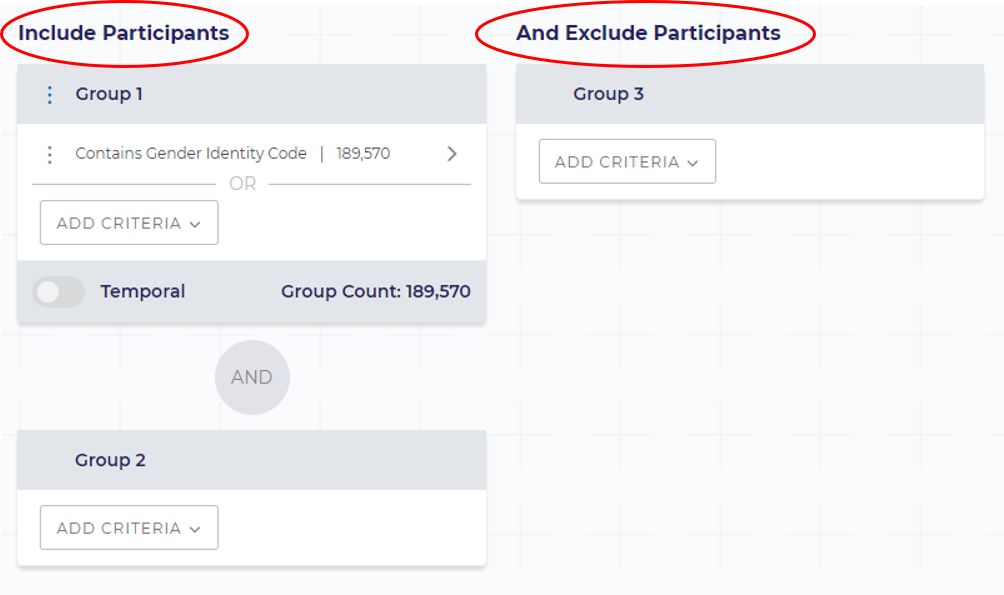 Include Participants
Group 1
Contains Gender Identity Code | 189,570
OR
ADD CRITERIA
Temporal
Group Count: 189,570
AND
Group 2
ADD CRITERIA
And Exclude Participants
Group 3
ADD CRITERIA